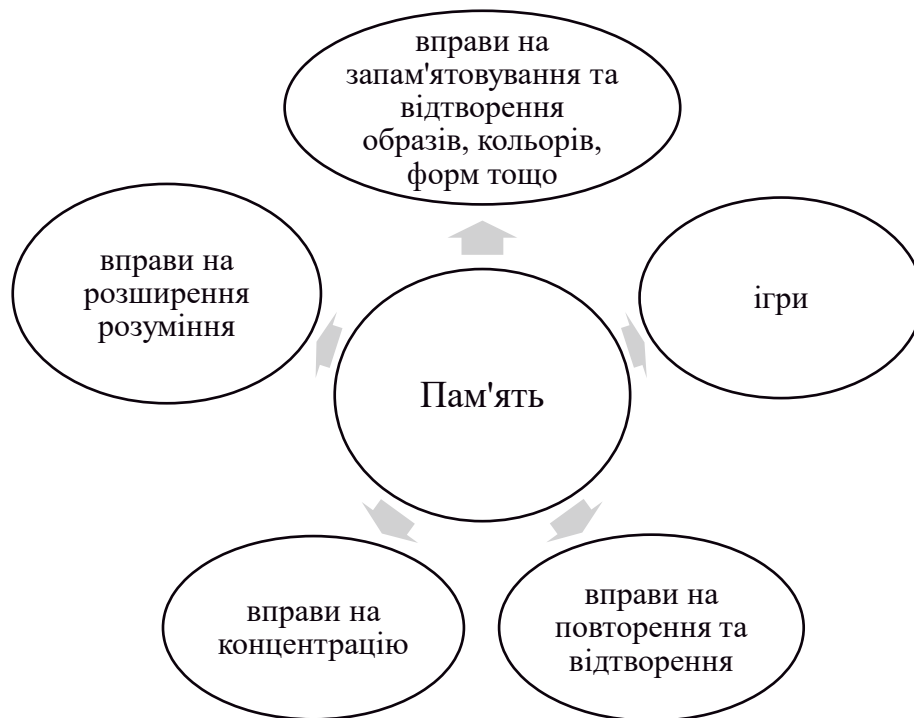 вправи на
запам'ятовування та
відтворення
образів, кольорів,
форм тощо
вправи на
розширення
розуміння
ігри
Пам'ять
вправи на
концентрацію
вправи на
повторення та
відтворення